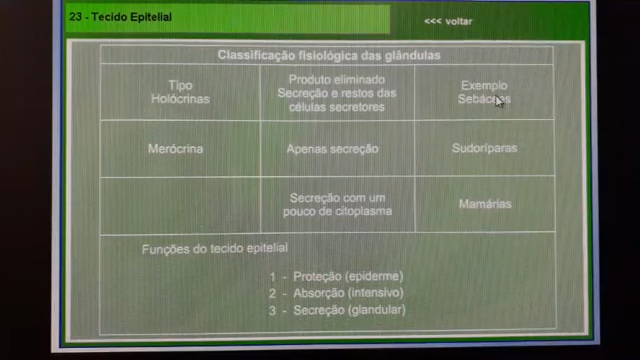 23 - Tecido Epitelial
<<< voltar
Classificação fisiológica das glândulas
Tipo
Holócrinas
Produto eliminado
Secreção e restos das
células secretores
Exemplo
Sebáceas
Merócrina
Apenas secreção
Sudoríparas
Secreção com um
pouco de citoplasma
Mamárias
Funções do tecido epitelial
1 - Proteção (epiderme)
2 - Absorção (intensivo)
3 - Secreção (glandular)